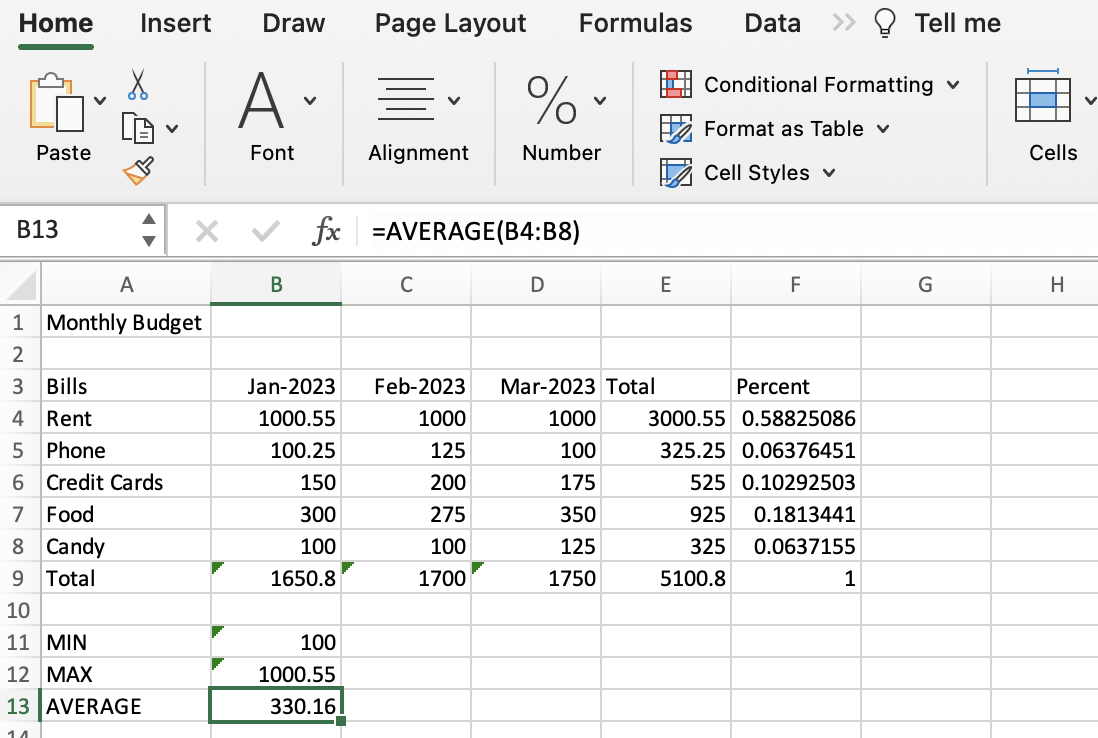 Home Insert Draw Page Layout Formulas Data Tell me
Conditional Formatting
Format as Table
Cell Styles
Paste Font Alignment Number Cells
B13 fx =AVERAGE(B4:B8)
A B C D E F G H
1 Monthly Budget
2
3 Bills Jan-2023 Feb-2023 Mar-2023 Total Percent
4 Rent 1000.55 1000 1000 3000.55 0.58825086
5 Phone 100.25 125 100 325.25 0.06376451
6 Credit Cards 150 200 175 525 0.10292503
7 Food 300 275 350 925 0.1813441
8 Candy 100 100 125 325 0.0637155
9 Total 1650.8 1700 1750 5100.8 1
10
11 MIN 100
12 MAX 1000.55
13 AVERAGE 330.16
14